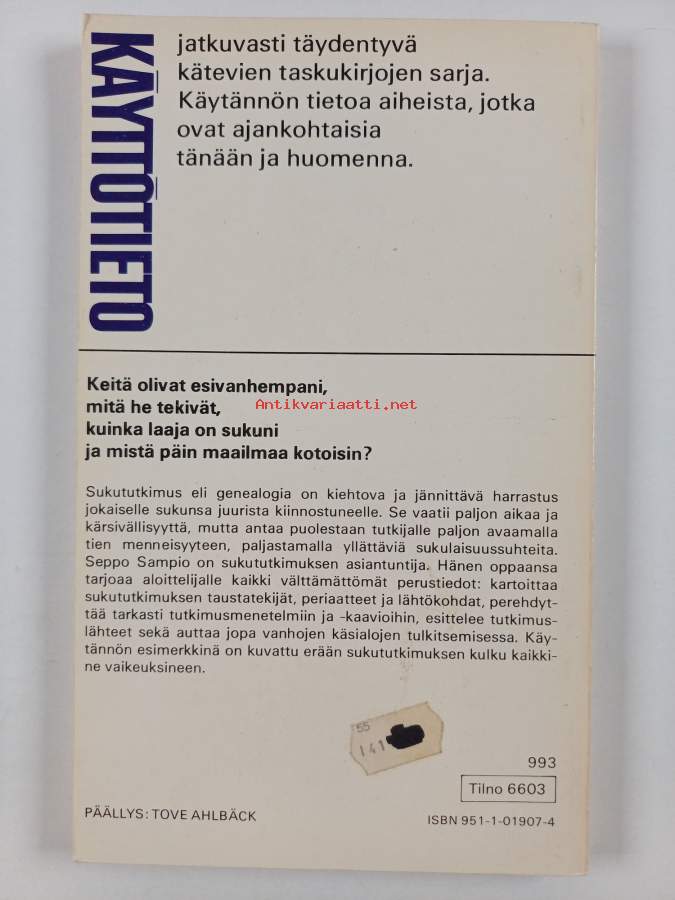 KÄYTTÖTIETO
jatkuvasti täydentyvä
kätevien taskukirjojen sarja.
Käytännön tietoa aiheista, jotka
ovat ajankohtaisia
tänään ja huomenna.
Keitä olivat esivanhempani,
mitä he tekivät,
Antikvariaatti.net
kuinka laaja on sukuni
ja mistä päin maailmaa kotoisin?
Sukututkimus eli genealogia on kiehtova ja jännittävä harrastus
jokaiselle sukunsa juurista kiinnostuneelle. Se vaatii paljon aikaa ja
kärsivällisyyttä, mutta antaa puolestaan tutkijalle paljon avaamalla
tien menneisyyteen, paljastamalla yllättäviä sukulaisuussuhteita.
Seppo Sampio on sukututkimuksen asiantuntija. Hänen oppaansa
tarjoaa aloittelijalle kaikki välttämättömät perustiedot: kartoittaa
sukututkimuksen taustatekijät, periaatteet ja lähtökohdat, perehdyt-
tää tarkasti tutkimusmenetelmiin ja -kaavioihin, esittelee tutkimus-
lähteet sekä auttaa jopa vanhojen käsialojen tulkitsemisessa. Käy-
tännön esimerkkinä on kuvattu erään sukututkimuksen kulku kaikki-
ne vaikeuksineen.
55
141
993
Tilno 6603
PÄÄLLYS: TOVE AHLBÄCK
ISBN 951-1-01907-4